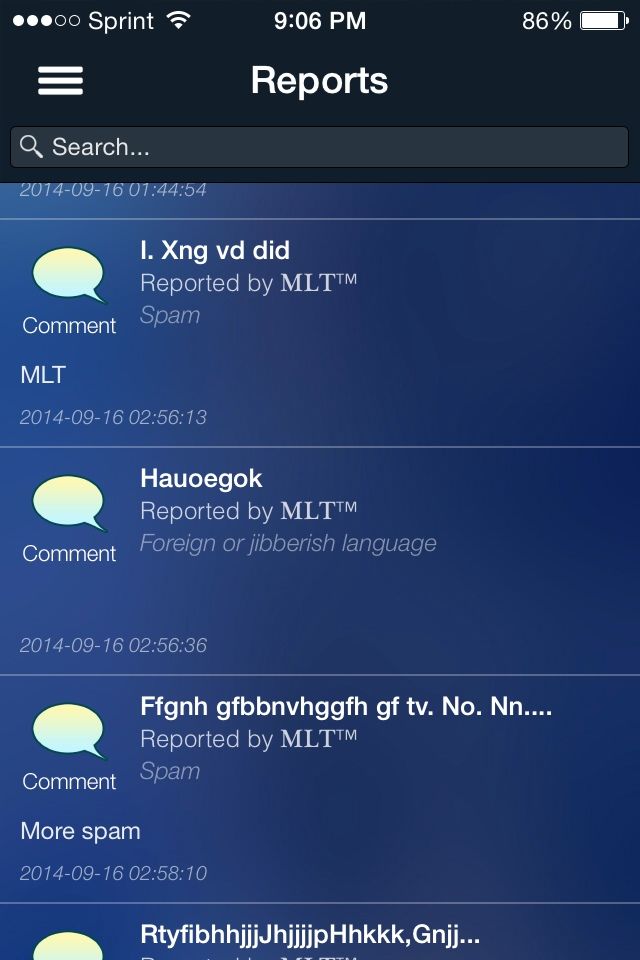 Sprint 9:06 PM 86%
Reports
Search...
2014-09-16 01:44:54
I. Xng vd did
Reported by MLT™
Spam
Comment
MLT
2014-09-16 02:56:13
Hauoegok
Reported by MLT™
Foreign or jibberish language
Comment
2014-09-16 02:56:36
Ffgnh gfbbnvhggfh gf tv. No. Nn....
Reported by MLT™
Spam
Comment
More spam
2014-09-16 02:58:10
RtyfibhhjjjJhjjjjpHhkkk,Gnjj...
Reported by MLT™